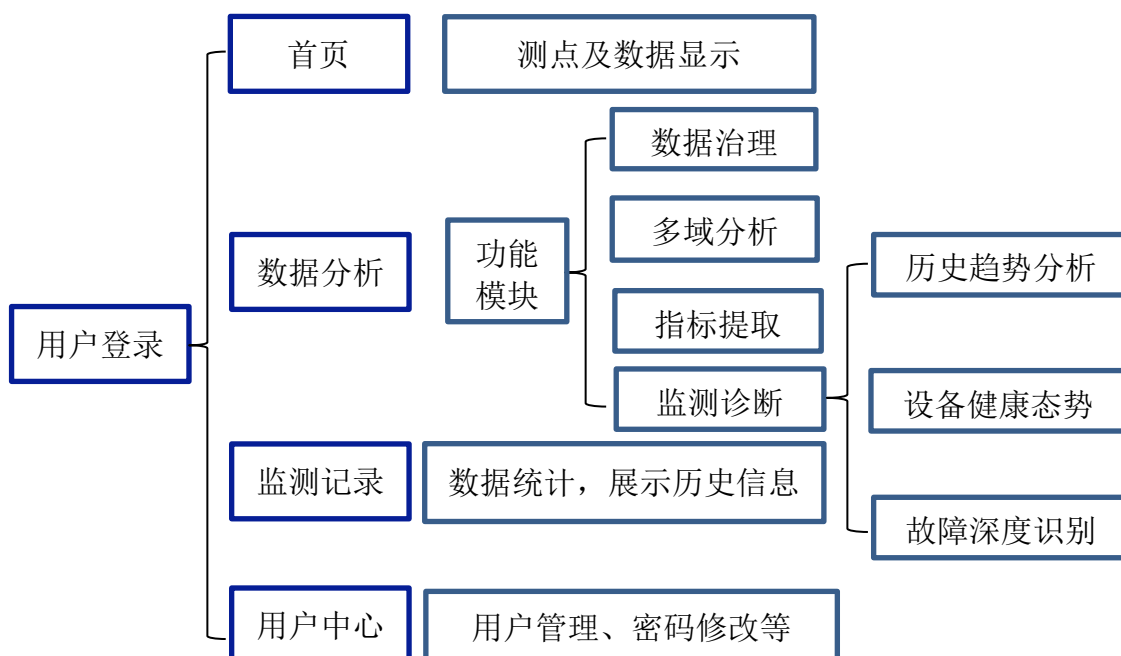 首页
测点及数据显示
数据治理
多域分析
数据分析
功能
模块
历史趋势分析
指标提取
用户登录
监测诊断
设备健康态势
监测记录
数据统计，展示历史信息
故障深度识别
用户中心
用户管理、密码修改等